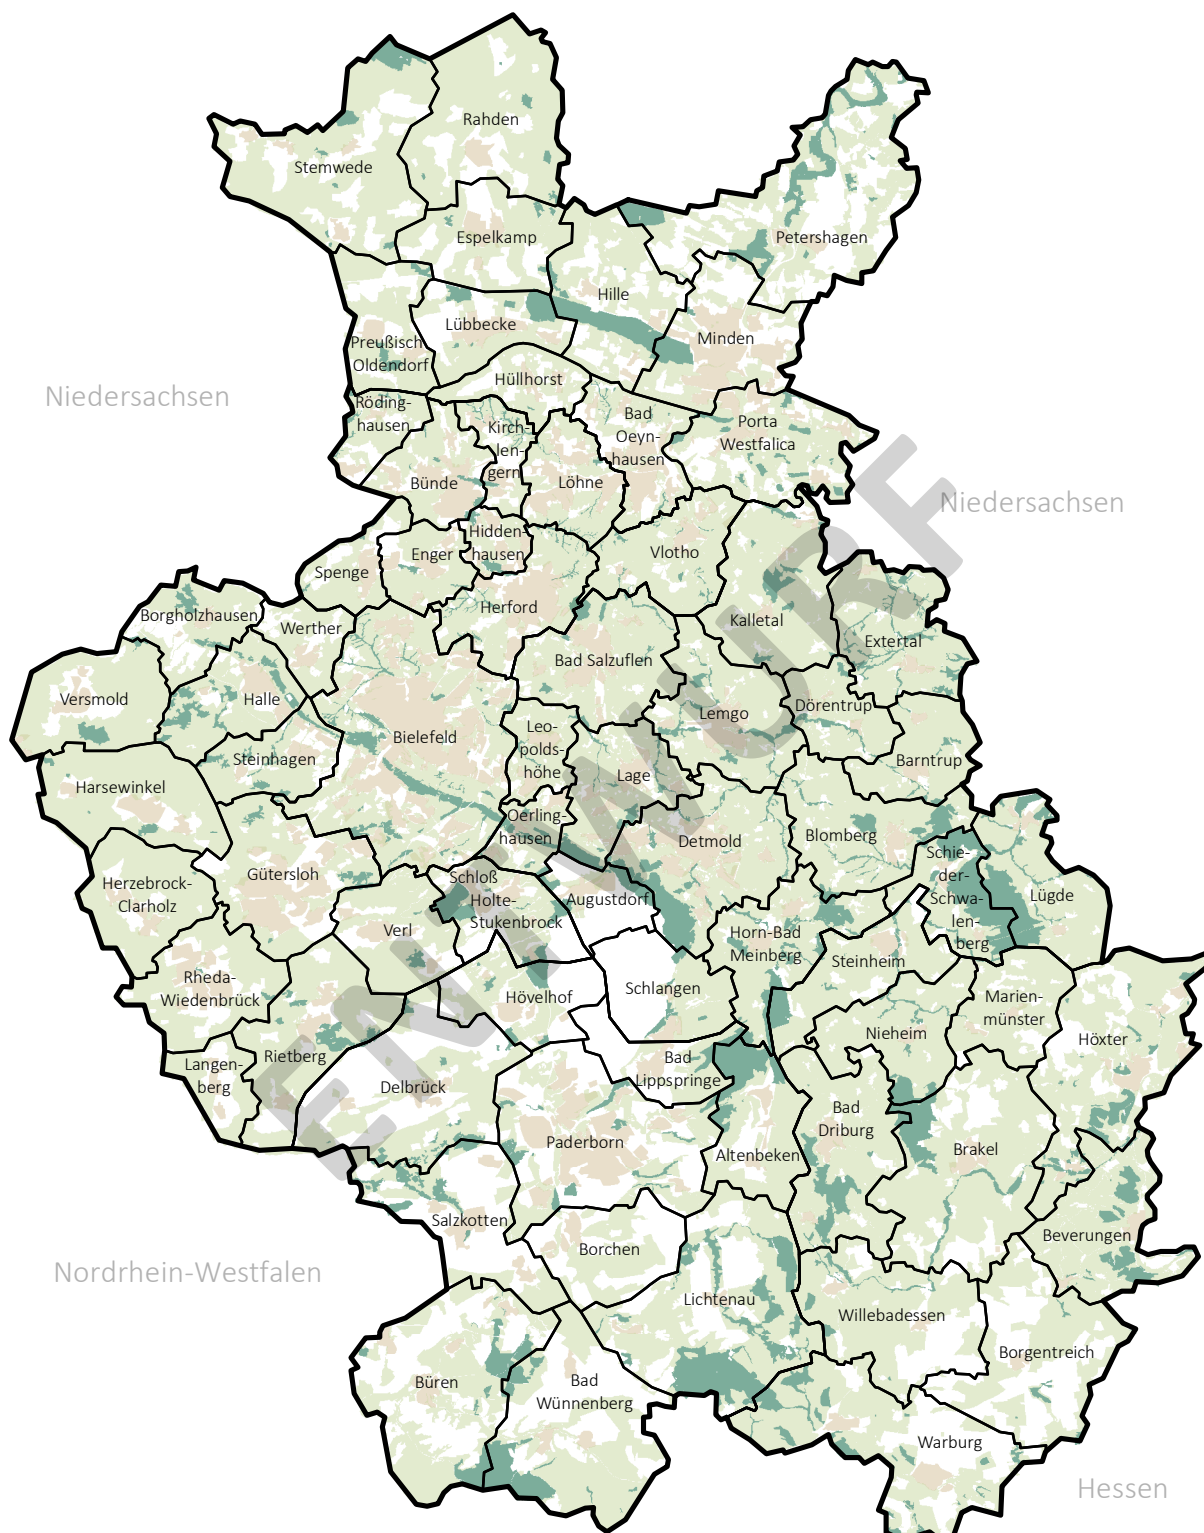 Rahden
Stemwede
Espelkamp
Petershagen
Hille
Lübbecke
Minden
Preußisch
Oldendorf
Hüllhorst
Niedersachsen
Röding-
hausen
Kirch-
len-
gern
Bad
Oeyn-
hausen
Porta
Westfalica
Bünde
Löhne
Niedersachsen
Hidden-
hausen
Enger
Vlotho
Spenge
Herford
Borgholzhausen
Werther
Kalletal
Extertal
Bad Salzuflen
Versmold
Halle
Lemgo
Dörentrup
Bielefeld
Leo-
polds-
höhe
Steinhagen
Barntrup
Harsewinkel
Lage
Oerling-
hausen
Detmold
Blomberg
Gütersloh
Schloß
Holte-
Stukenbrock
Augustdorf
Schie-
der-
Schwa-
len-
berg
Lügde
Herzebrock-
Clarholz
Verl
Horn-Bad
Meinberg
Steinheim
Rheda-
Wiedenbrück
Hövelhof
Schlangen
Marien-
münster
Nieheim
Höxter
Langen-
berg
Rietberg
Delbrück
Bad
Lippspringe
Bad
Driburg
Paderborn
Altenbeken
Brakel
Salzkotten
Borchen
Beverungen
Nordrhein-Westfalen
Lichtenau
Willebadessen
Borgentreich
Büren
Bad
Wünnenberg
Warburg
Hessen
ENTWURF